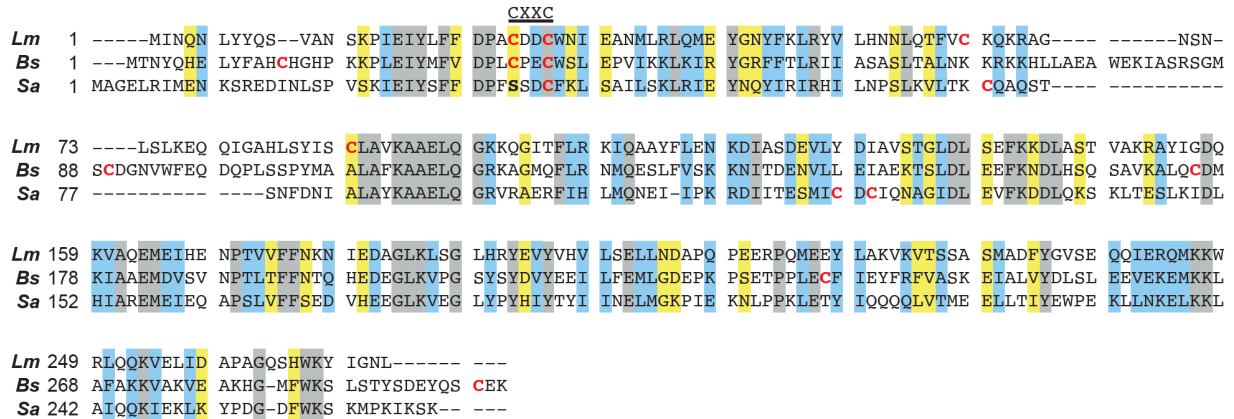 CXXC
Lm 1 -----MINQN LYYQS--VAN SKPIEIYLFF DPACDDCWNI EANMLRLQME YGNYFKLRYV LHNNLQTFVC KQKRAG---- ------NSN-
Bs 1 --MTNYQHE LYFAHCHGHP KKPLEIYMFV DPLCPECWSL EPVIKKLKIR YGRFFTLRII ASASLTALNK KRKKHLLAEA WEKIASRSGM
Sa 1 MAGELRIMEN KSREDINLSP VSKIEIYSFF DPFSSDCFKL SAILSKLRIE YNQYIRIRHI LNPSLKVLTK CQAQST---- ----------
Lm 73 ----LSLKEQ QQIGAHLSYIS CLAVKAAELQ GKKQGITFLR KIQAAYFLEN KKDIASDEVLY DIAVSTGLDL SEFKKDLAST VAKRAYIGDQ
Bs 88 SCDGNVWFEQ DQPLSSPYMA ALAFKAAELQ GRKAGMQFLR NMQESLFVSK KNITDENVLL EIAEKTSLDL EEFKNDLHSQ SAVKALQCDM
Sa 77 ---------- ----SNFDNI ALAYKAAELQ GRVRAERFIH LMQNEI-IPK RDIITESMIC DCIQNAGIDL EVFKDDLQKS KLTESLKIDL
Lm 159 KVAQEMEIHE NPTVVFFNKN IEDAGLKLSG LHRYEVYVHV LSELLNDAPQ PEERPQMEEY LAKVKVTSSA SMADFYGVSE QQIERQMKKW
Bs 178 KIAAEMDVSV NPTLTFFNTQ HEDEGLKVPG SYSYDVYEEI LFEMLGDEPK PSETPPLECF IEYFRFVASK EIALVYDLSL EEVEKEMKKL
Sa 152 HIAREMEIEQ APSLVFFSED VHEEGLKVEG LYPYHIYTYI INELMGKPIE KNLPPKLETY IQQQQLVTME ELLTIYEWPE KLLNKELKKL
Lm 249 RLQQKVELID APAGQSHWKY IGNL------ ---
Bs 268 AFAKKVAKVE AKHG-MFWKS LSTYSDEYQS CEK
Sa 242 AIQQKIEKLK YPDG-DFWKS KMPKIKSK-- ---